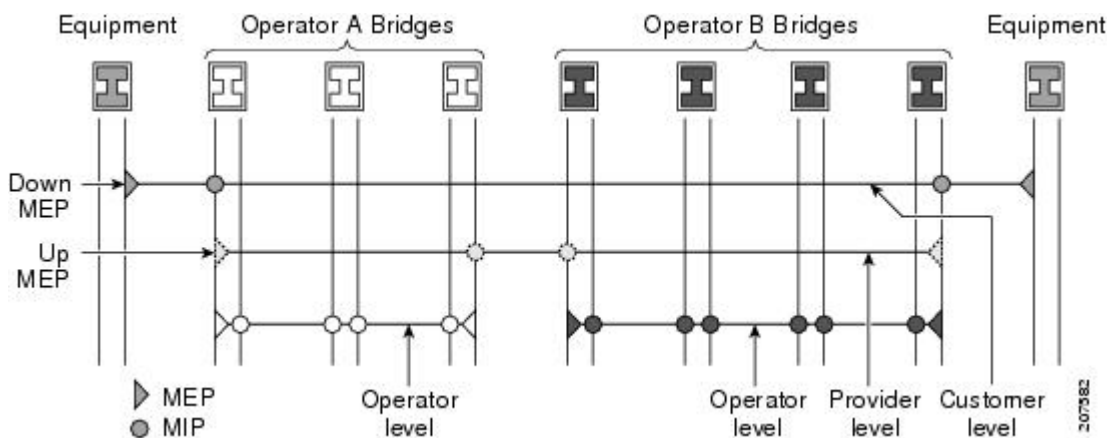 Equipment
Operator A Bridges
Operator B Bridges
Equipment
Down
MEP
Up
MEP
MEP
MIP
Operator
level
Operator
level
Provider
level
Customer
level
207582